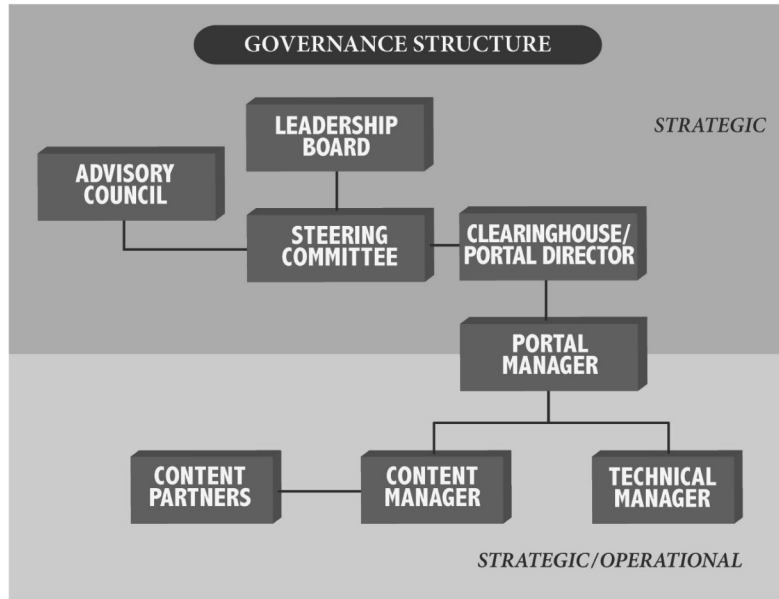 GOVERNANCE STRUCTURE
LEADERSHIP
BOARD
STRATEGIC
ADVISORY
COUNCIL
STEERING
COMMITTEE
CLEARINGHOUSE/
PORTAL DIRECTOR
PORTAL
MANAGER
CONTENT
PARTNERS
CONTENT
MANAGER
TECHNICAL
MANAGER
STRATEGIC/OPERATIONAL